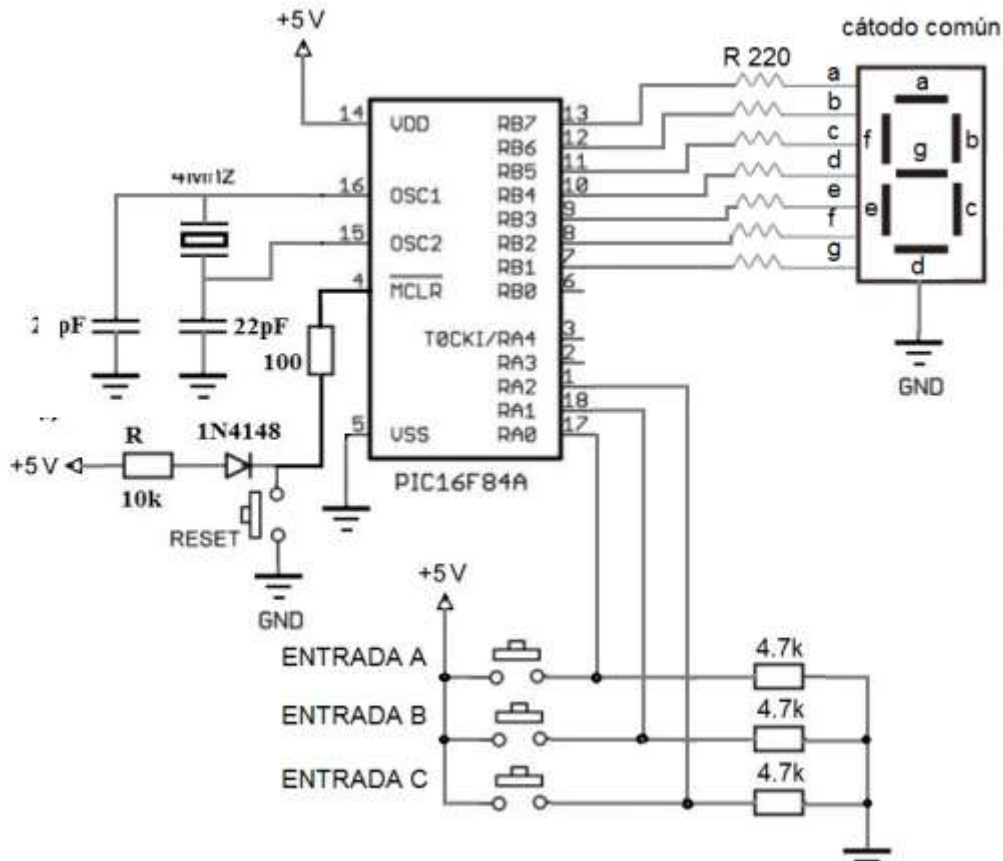 +5V
cátodo común
R 220
a
b
c
d
e
f
g
a
f
b
g
e
c
d
GND
14
VDD
16
OSC1
15
OSC2
4
MCLR
5
VSS
RB7
13
RB6
12
RB5
11
RB4
10
RB3
9
RB2
8
RB1
7
RB0
6
T0CKI/RA4
3
RA3
2
RA2
1
RA1
18
RA0
17
PIC16F84A
pF
22pF
100
+5V
R
10k
1N4148
RESET
GND
+5V
ENTRADA A
4.7k
ENTRADA B
4.7k
ENTRADA C
4.7k